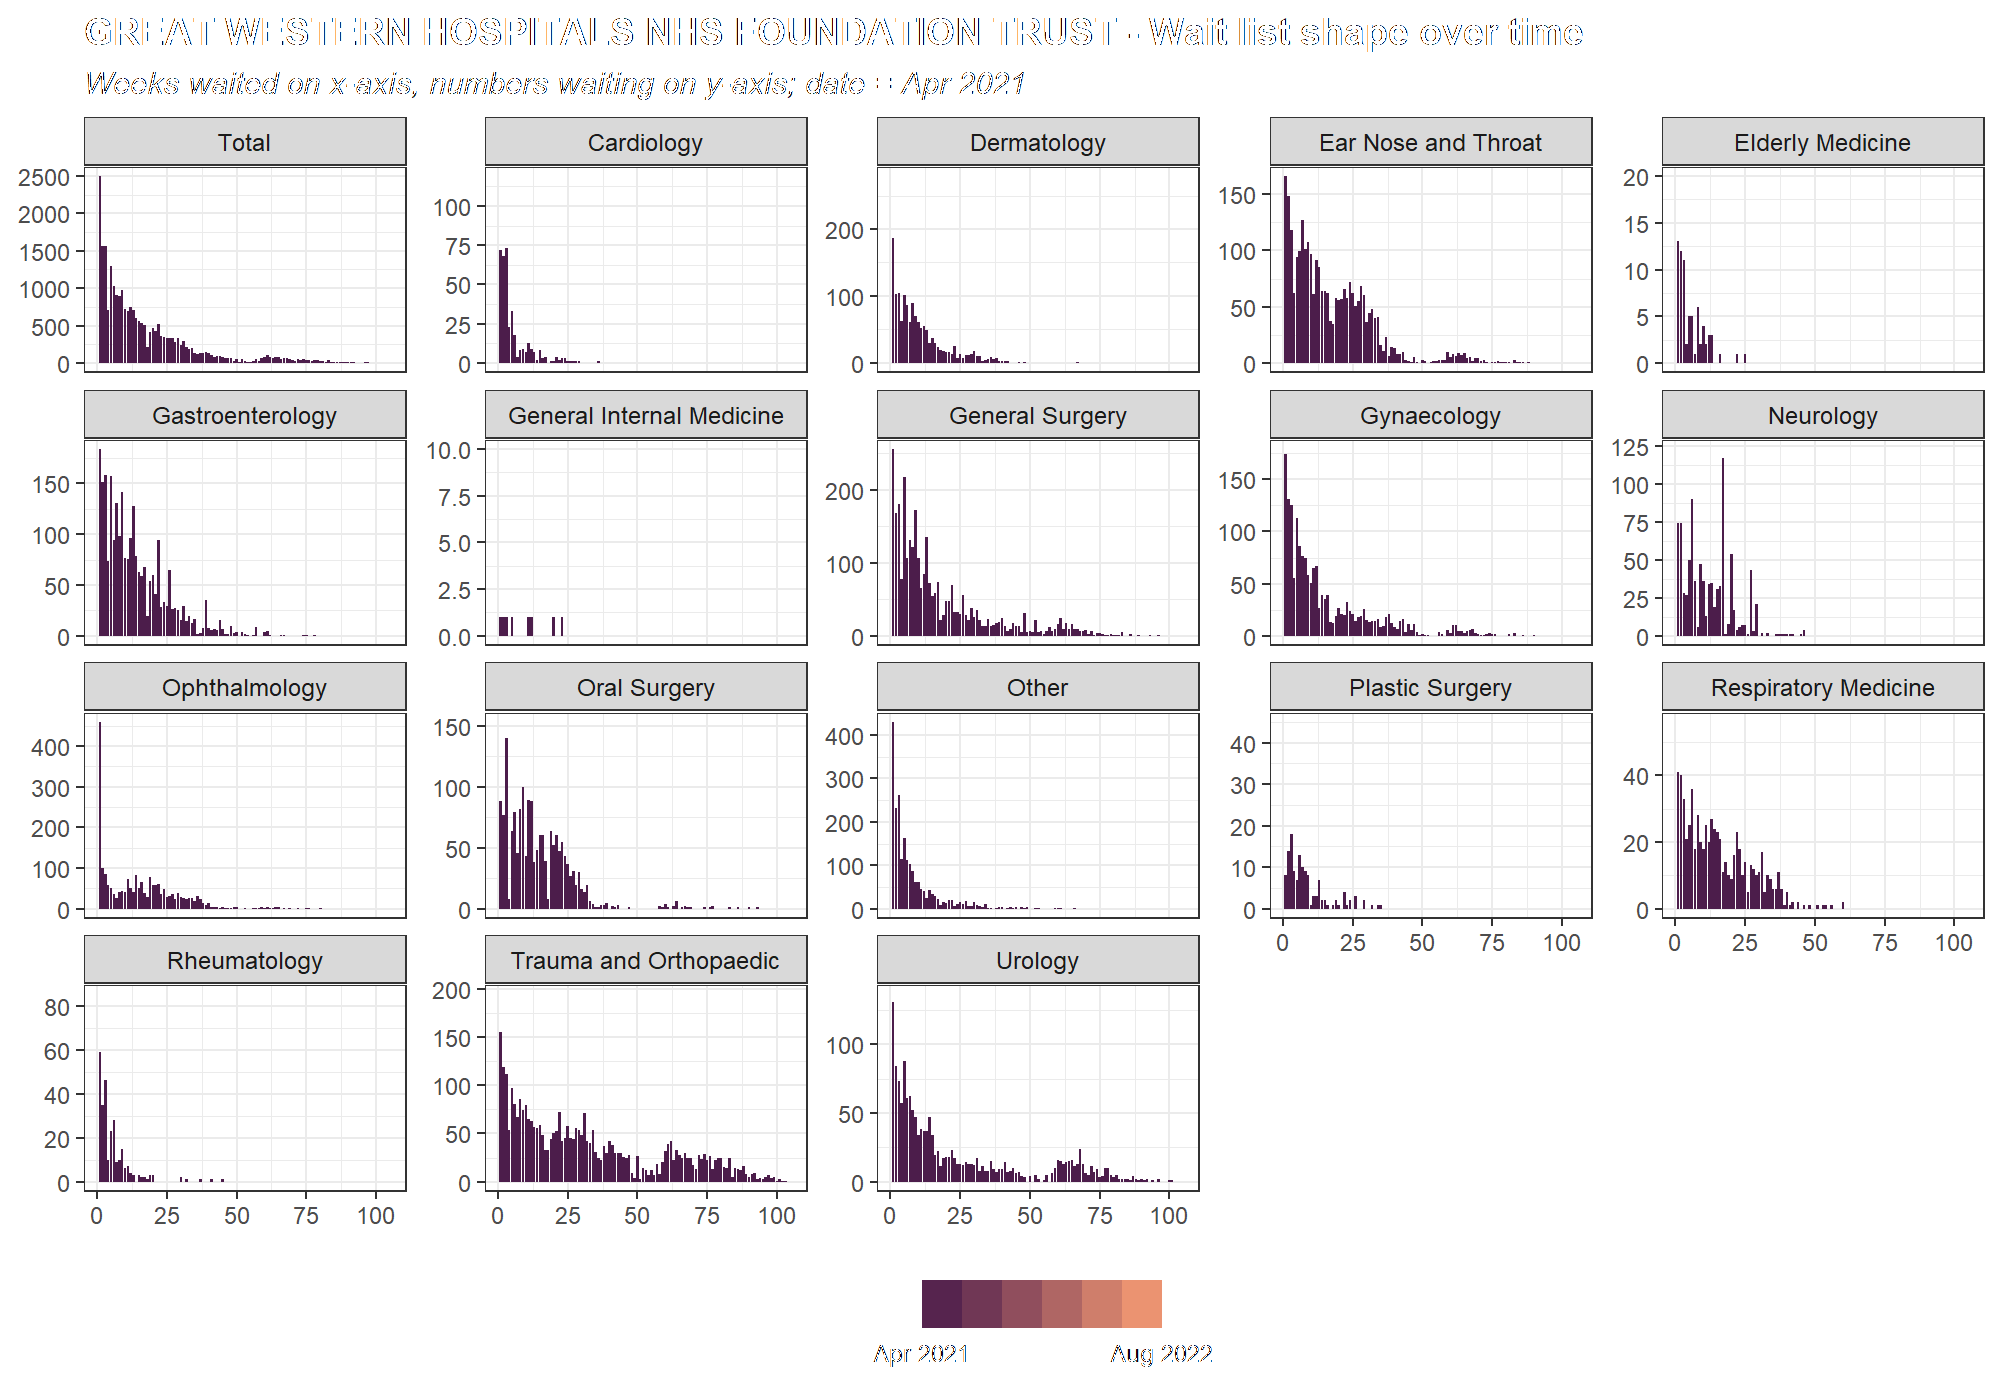 GREAT WESTERN HOSPITALS NHS FOUNDATION TRUST - Wait list shape over time
Weeks waited on x-axis, numbers waiting on y-axis; date = Apr 2021
Total Cardiology Dermatology Ear Nose and Throat Elderly Medicine
2500 2000 1500 1000 500 0
100 75 50 25 0
200 100 0
150 100 50 0
20 15 10 5 0
Gastroenterology General Internal Medicine General Surgery Gynaecology Neurology
150 100 50 0
10.0 7.5 5.0 2.5 0.0
200 100 0
150 100 50 0
125 100 75 50 25 0
Ophthalmology Oral Surgery Other Plastic Surgery Respiratory Medicine
400 300 200 100 0
150 100 50 0
400 300 200 100 0
40 30 20 10 0
40 20 0
0 25 50 75 100 0 25 50 75 100
Rheumatology Trauma and Orthopaedic Urology
80 60 40 20 0
200 150 100 50 0
100 50 0
0 25 50 75 100 0 25 50 75 100 0 25 50 75 100
Apr 2021 Aug 2022